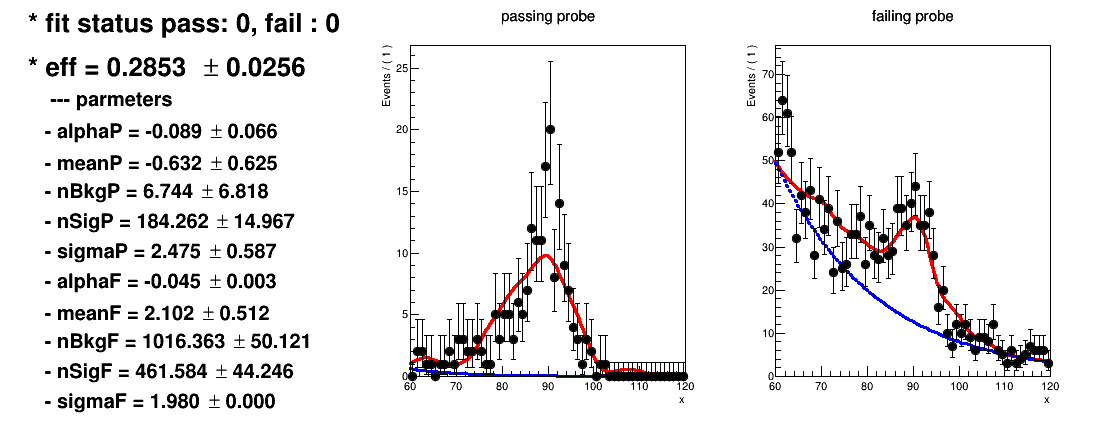 * fit status pass: 0, fail : 0
* eff = 0.2853 ± 0.0256
--- parmeters
- alphaP = -0.089 ± 0.066
- meanP = -0.632 ± 0.625
- nBkgP = 6.744 ± 6.818
- nSigP = 184.262 ± 14.967
- sigmaP = 2.475 ± 0.587
- alphaF = -0.045 ± 0.003
- meanF = 2.102 ± 0.512
- nBkgF = 1016.363 ± 50.121
- nSigF = 461.584 ± 44.246
- sigmaF = 1.980 ± 0.000
passing probe
Events / ( 1 )
25
20
15
10
5
0
60 70 80 90 100 110 120
x
failing probe
Events / ( 1 )
70
60
50
40
30
20
10
0
60 70 80 90 100 110 120
x